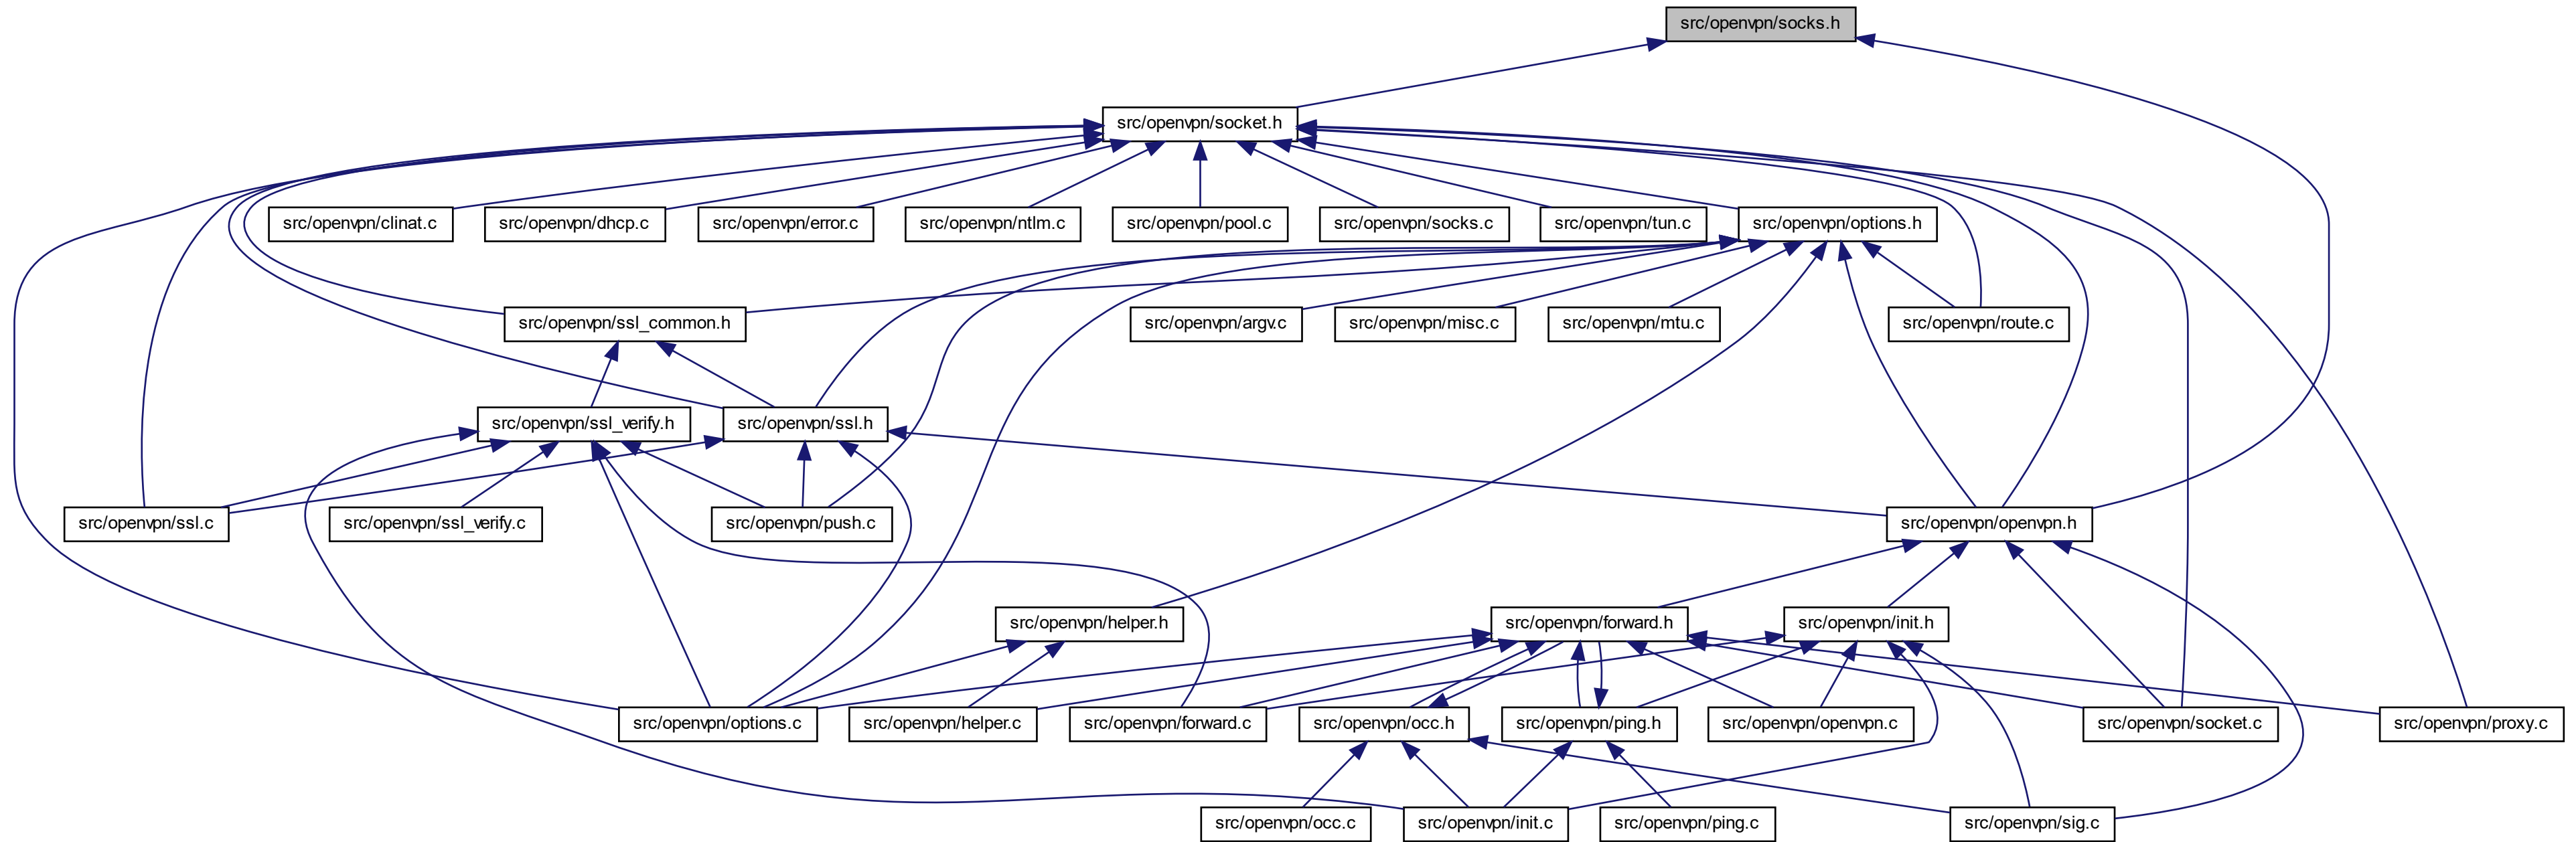 src/openvpn/socks.h
src/openvpn/socket.h
src/openvpn/clinat.c
src/openvpn/dhcp.c
src/openvpn/error.c
src/openvpn/ntlm.c
src/openvpn/pool.c
src/openvpn/socks.c
src/openvpn/tun.c
src/openvpn/options.h
src/openvpn/ssl_common.h
src/openvpn/argv.c
src/openvpn/misc.c
src/openvpn/mtu.c
src/openvpn/route.c
src/openvpn/ssl_verify.h
src/openvpn/ssl.h
src/openvpn/ssl.c
src/openvpn/ssl_verify.c
src/openvpn/push.c
src/openvpn/openvpn.h
src/openvpn/helper.h
src/openvpn/forward.h
src/openvpn/init.h
src/openvpn/options.c
src/openvpn/helper.c
src/openvpn/forward.c
src/openvpn/occ.h
src/openvpn/ping.h
src/openvpn/openvpn.c
src/openvpn/socket.c
src/openvpn/proxy.c
src/openvpn/occ.c
src/openvpn/init.c
src/openvpn/ping.c
src/openvpn/sig.c